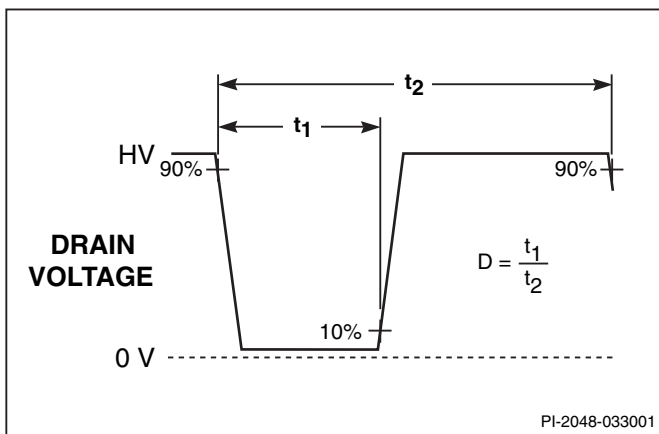 t2
t1
HV
90%
90%
DRAIN
VOLTAGE
D = t1
t2
10%
0 V
PI-2048-033001